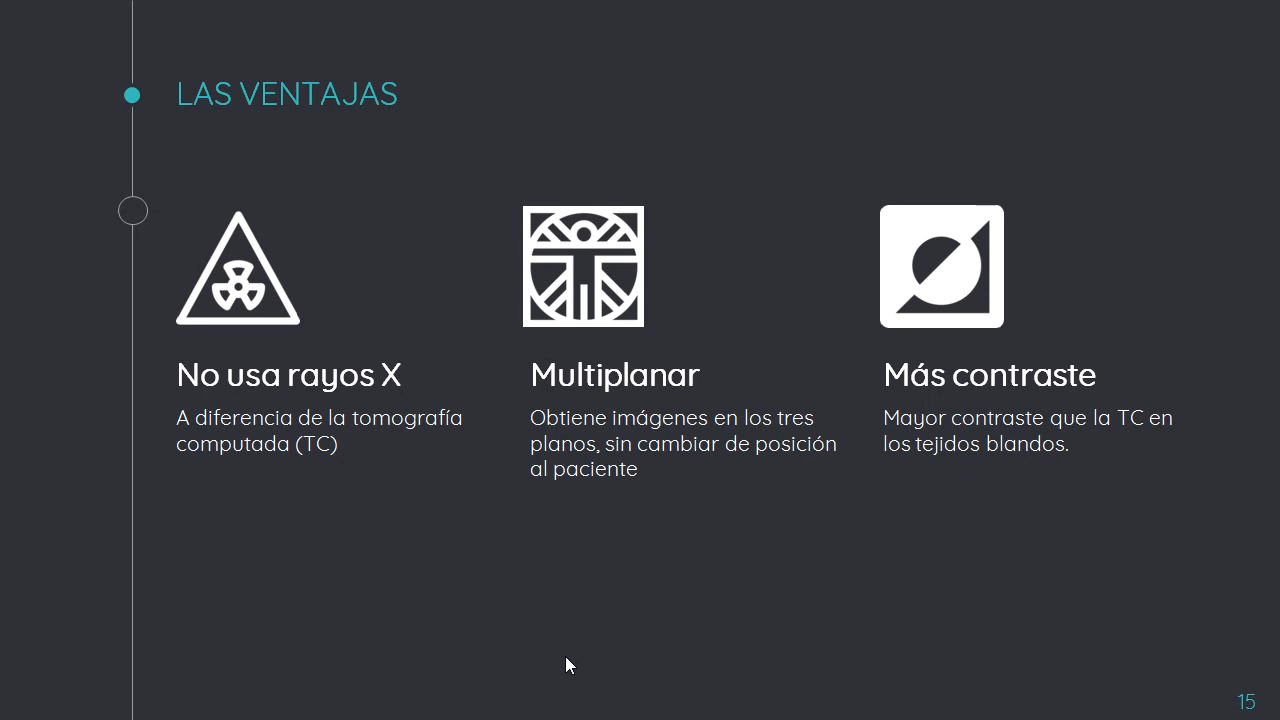 LAS VENTAJAS
No usa rayos X
A diferencia de la tomografía
computada (TC)
Multiplanar
Obtiene imágenes en los tres
planos, sin cambiar de posición
al paciente
Más contraste
Mayor contraste que la TC en
los tejidos blandos.
15